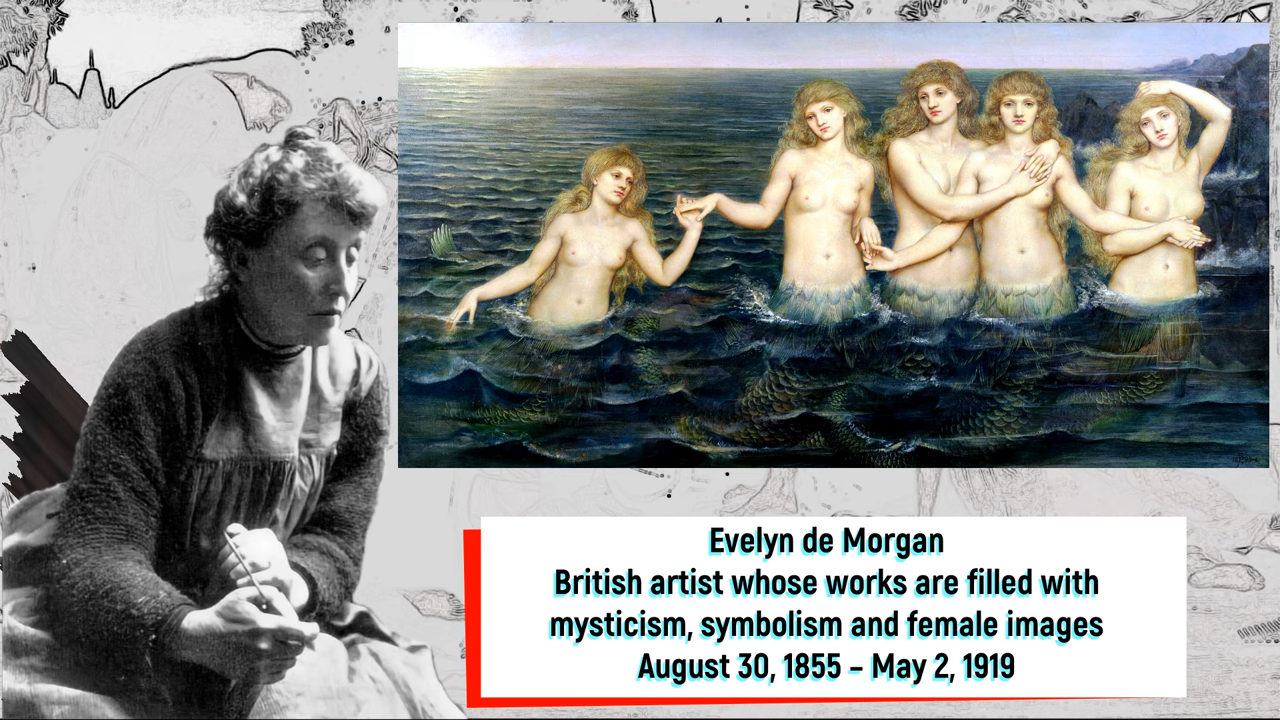 Evelyn de Morgan
British artist whose works are filled with
mysticism, symbolism and female images
August 30, 1855 – May 2, 1919